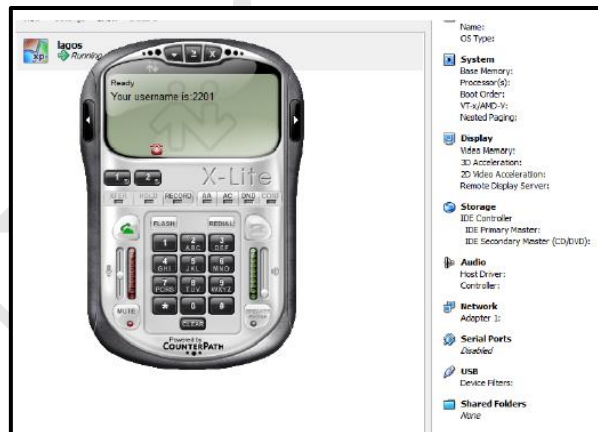 lagos
Running
Ready
Your username is:2201
1
2
X-Lite
XFER HOLD RECORD AA AC DND CONF
FLASH
REDIAL
1
2 ABC
3 DEF
4 GHI
5 JKL
6 MNO
7 PQRS
8 TUV
9 WXYZ
*
0
#
MUTE
CLEAR
Powered by
COUNTERPATH
Name:
OS Type:
System
Base Memory:
Processor(s):
Boot Order:
VT-x/AMD-V:
Nested Paging:
Display
Video Memory:
3D Acceleration:
2D Video Acceleration:
Remote Display Server:
Storage
IDE Controller
IDE Primary Master:
IDE Secondary Master (CD/DVD):
Audio
Host Driver:
Controller:
Network
Adapter 1:
Serial Ports
Disabled
USB
Device Filters:
Shared Folders
None